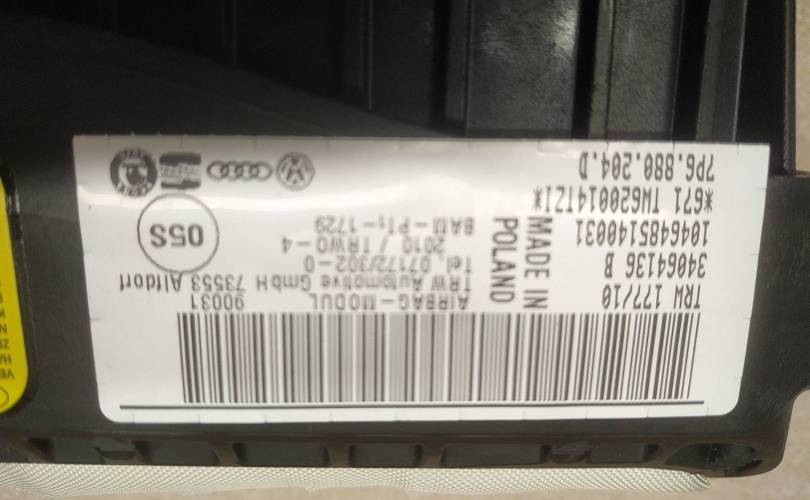 TRW 177/10
34064136 B
1046485140031
*671 TW6200141TZI*
7P6.880.204.D
MADE IN
POLAND
90031
AIRBAG-MODUL
TRW Automotive GmbH 73553 Alfdorf
Tel. 07172/302-0
2010 / TRWO-4
BAM-PT1-1729
05S